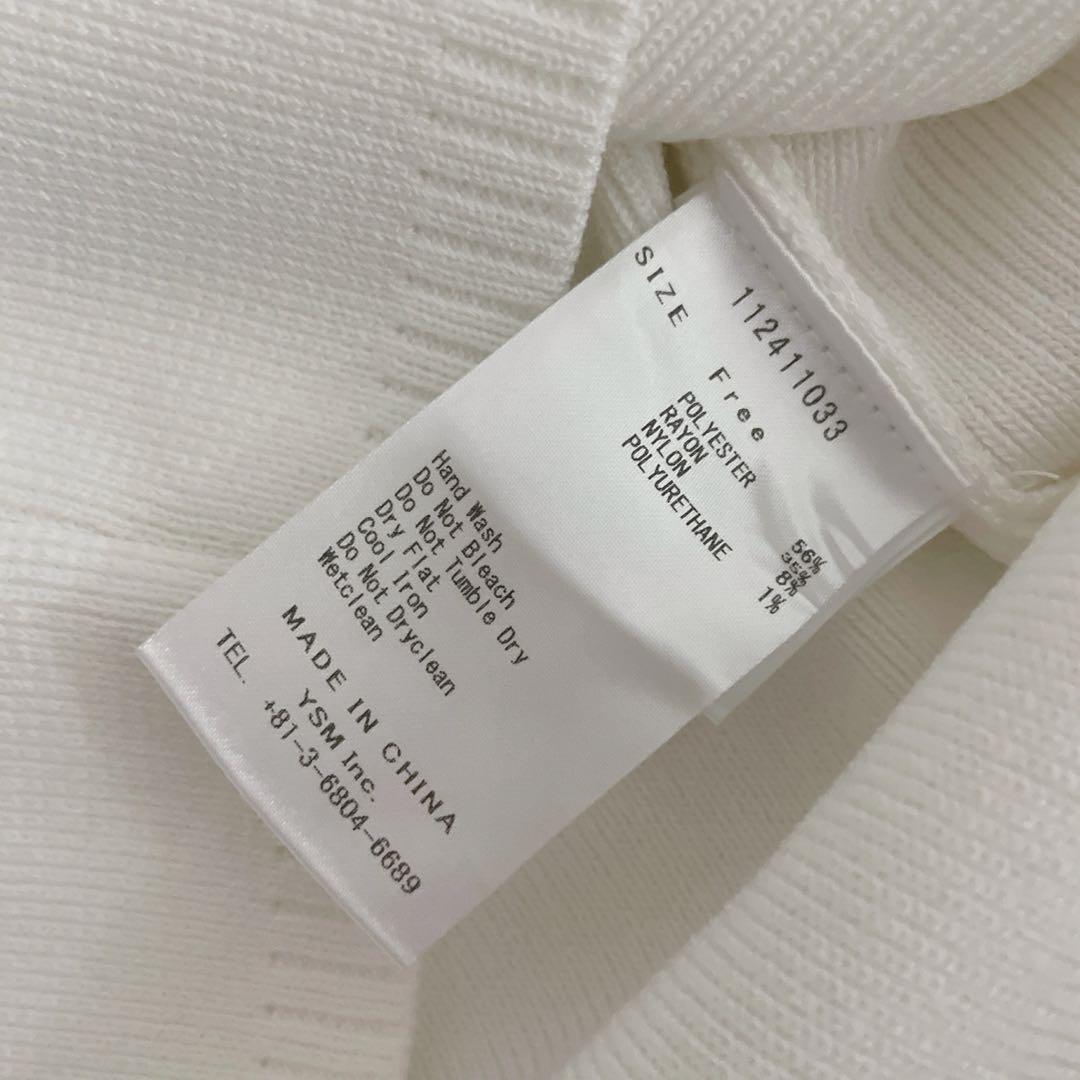 112411033
SIZE Free
POLYESTER 56%
RAYON 35%
NYLON 8%
POLYURETHANE 1%
Hand Wash
Do Not Bleach
Do Not Tumble Dry
Dry Flat
Cool Iron
Do Not Dryclean
Wetclean
MADE IN CHINA
YSM Inc.
TEL. +81-3-6804-6689